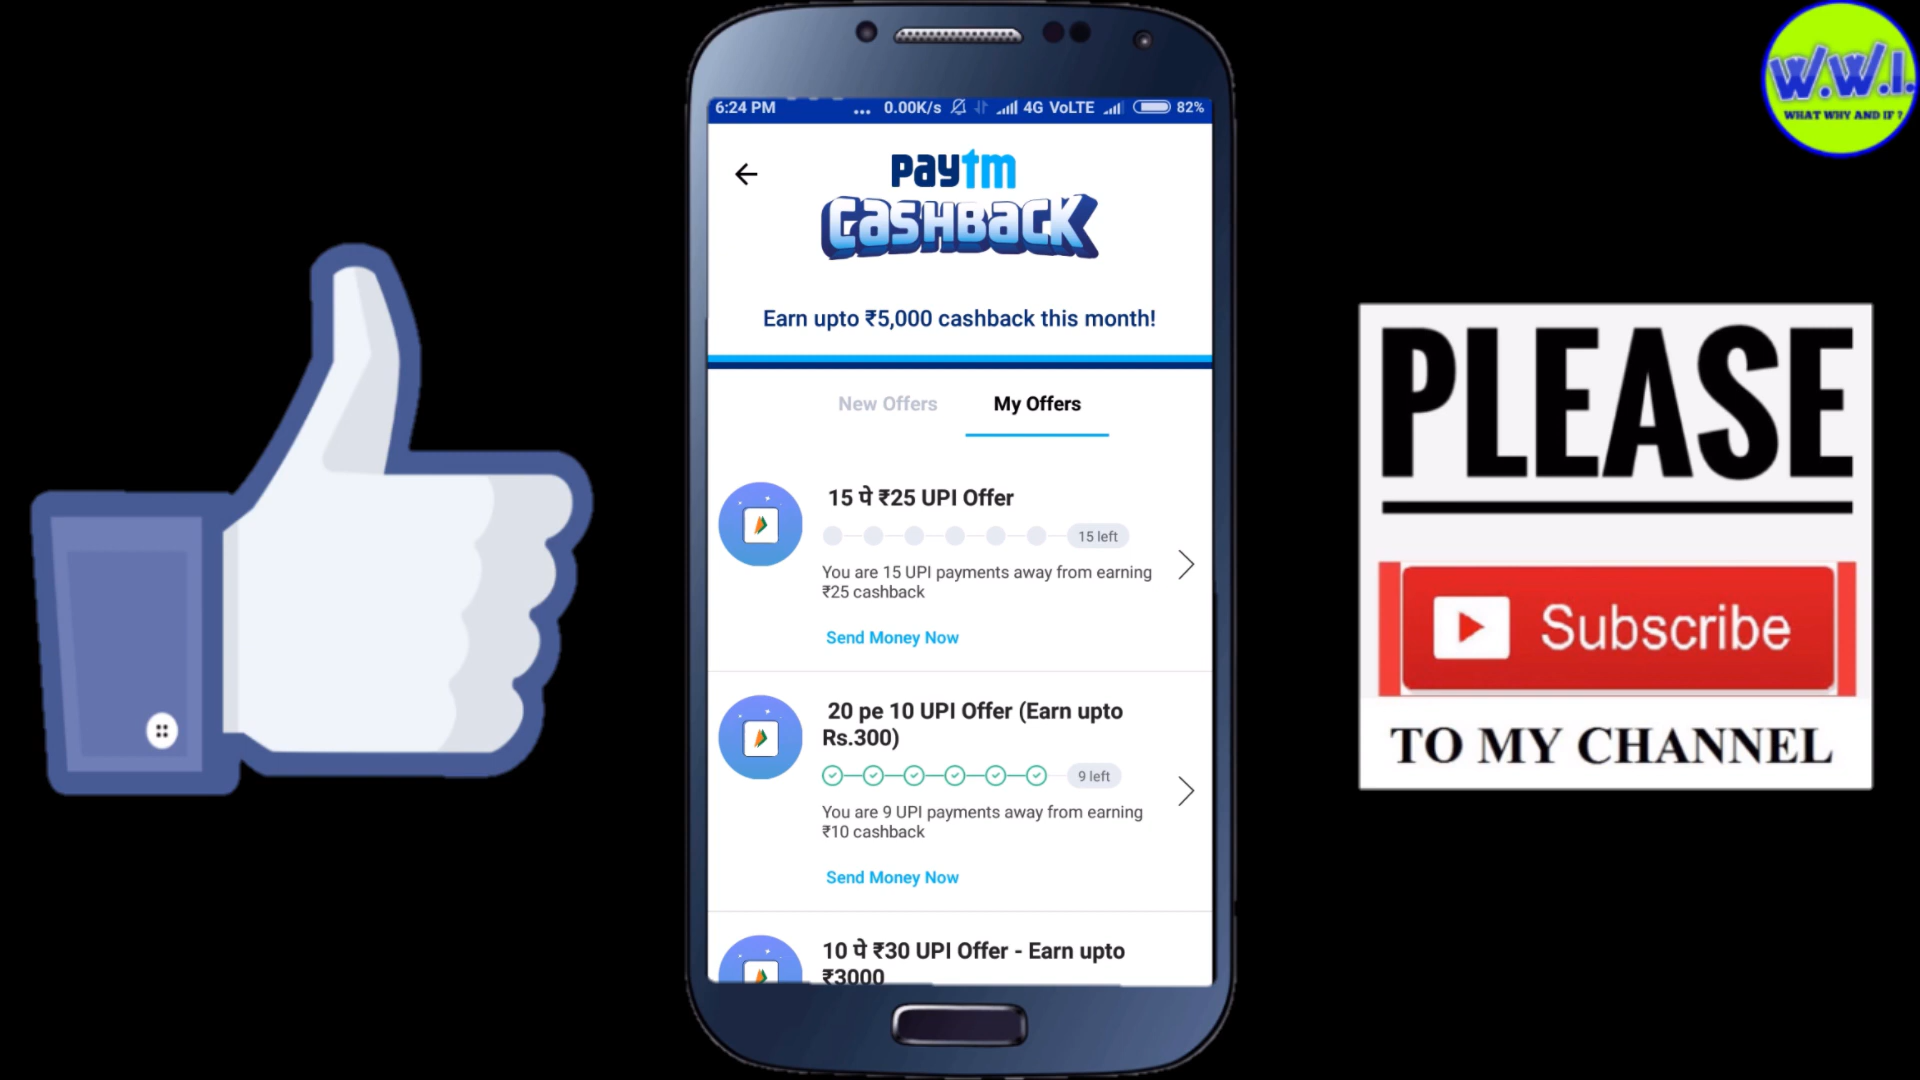 W.W.I.
WHAT WHY AND IF ?
6:24 PM ... 0.00K/s 4G VoLTE 82%
paytm
CASHBACK
Earn upto ₹5,000 cashback this month!
New Offers My Offers
15 पे ₹25 UPI Offer
15 left
You are 15 UPI payments away from earning
₹25 cashback
Send Money Now
20 pe 10 UPI Offer (Earn upto
Rs.300)
9 left
You are 9 UPI payments away from earning
₹10 cashback
Send Money Now
10 पे ₹30 UPI Offer - Earn upto
₹3000
PLEASE
Subscribe
TO MY CHANNEL